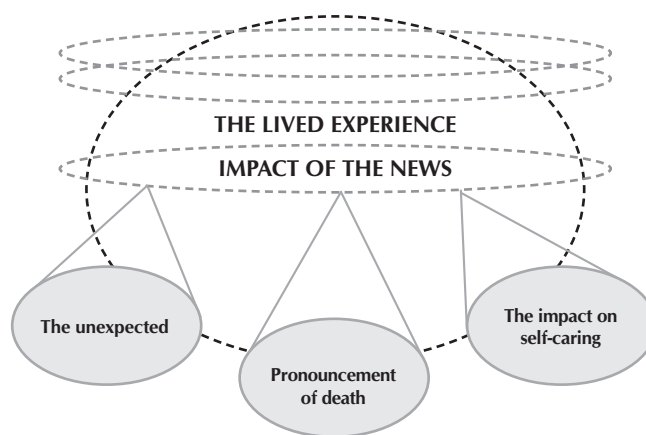 THE LIVED EXPERIENCE
IMPACT OF THE NEWS
The unexpected
Pronouncement
of death
The impact on
self-caring